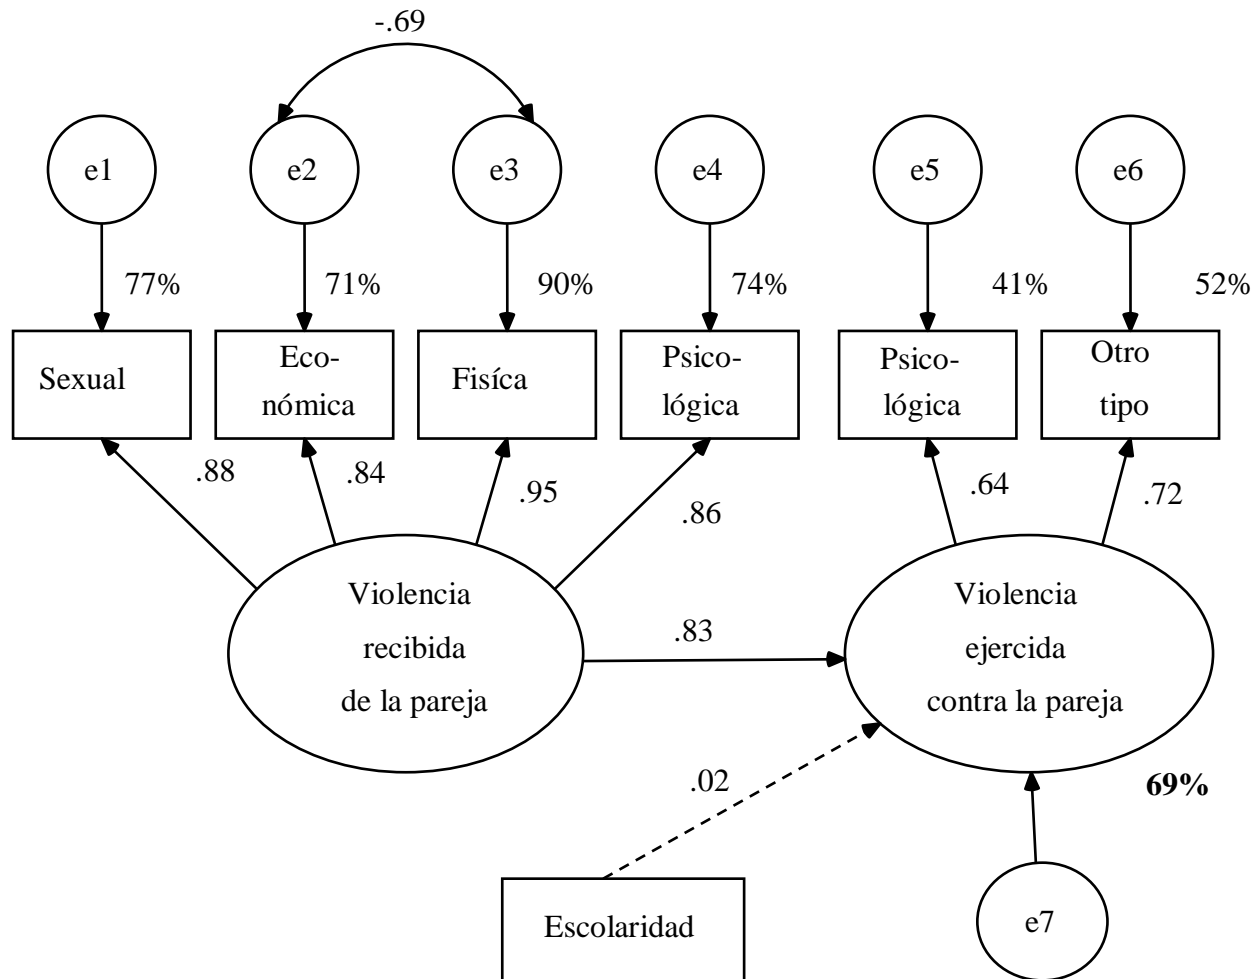 -.69
e1
e2
e3
e4
e5
e6
77%
71%
90%
74%
41%
52%
Sexual
Eco-
nómica
Fisíca
Psico-
lógica
Psico-
lógica
Otro
tipo
.88
.84
.95
.86
.64
.72
Violencia
recibida
de la pareja
.83
Violencia
ejercida
contra la pareja
.02
69%
Escolaridad
e7